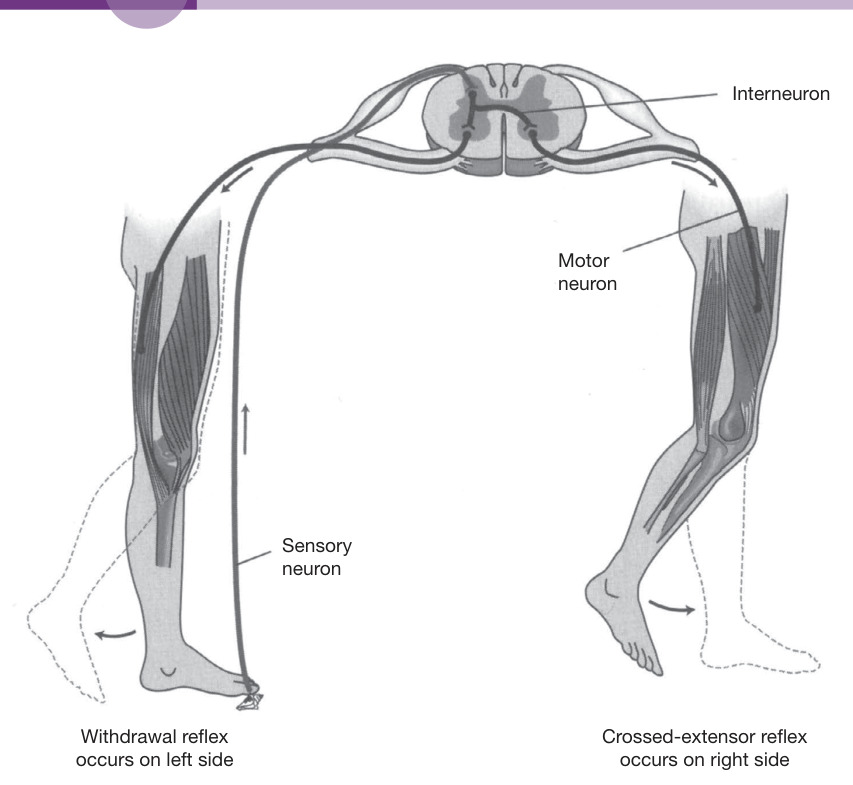 Interneuron
Motor
neuron
Sensory
neuron
Withdrawal reflex
occurs on left side
Crossed-extensor reflex
occurs on right side